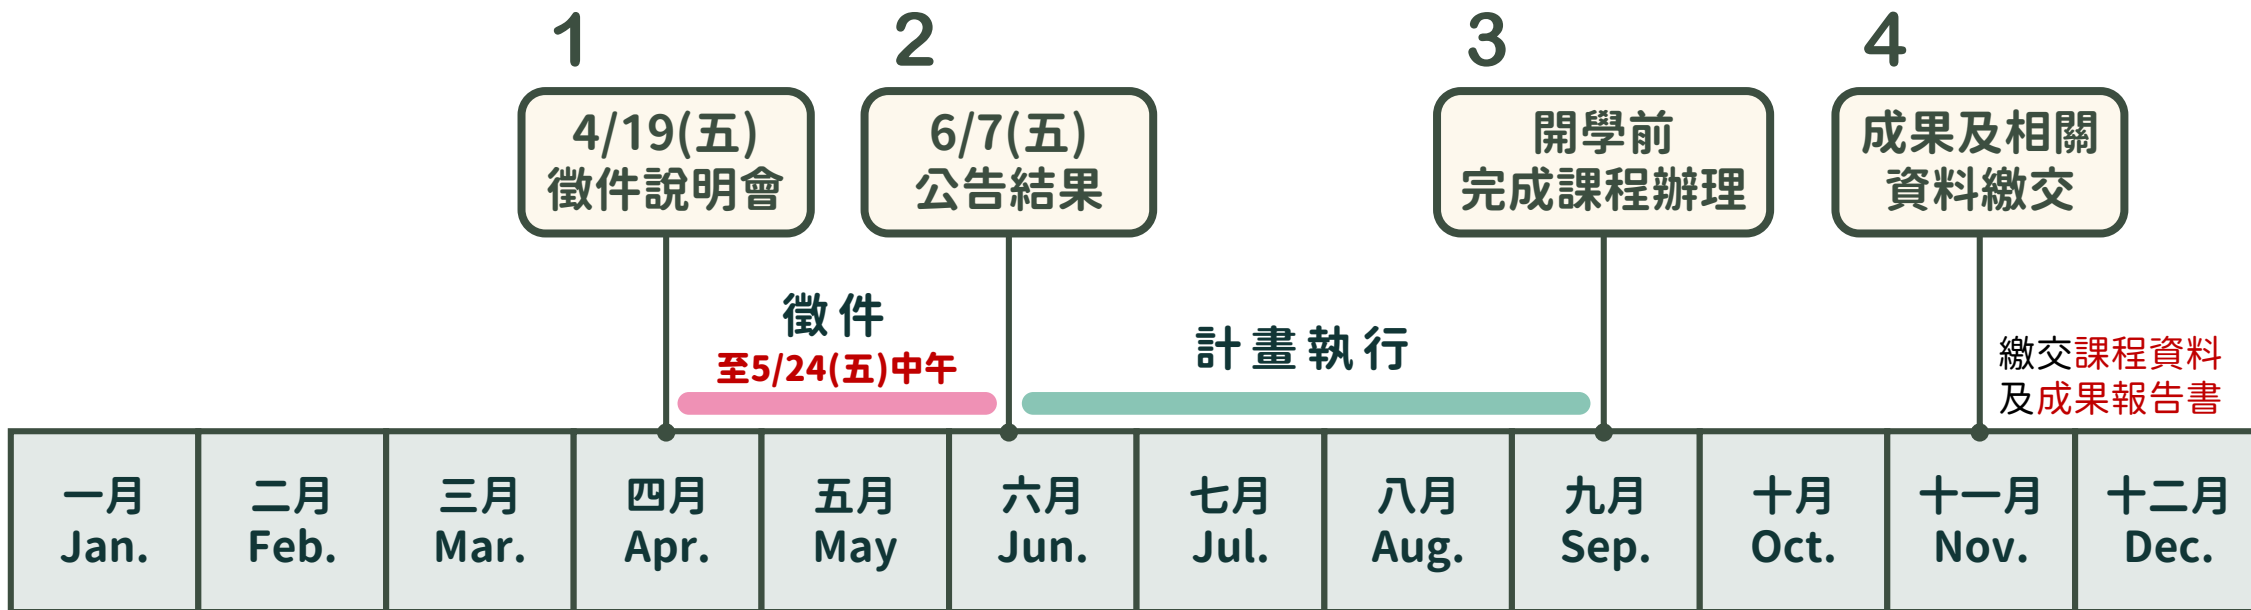 1
4/19(五)
徵件說明會
2
6/7(五)
公告結果
3
開學前
完成課程辦理
4
成果及相關
資料繳交
徵件
至5/24(五)中午
計畫執行
繳交課程資料
及成果報告書
一月
Jan.
二月
Feb.
三月
Mar.
四月
Apr.
五月
May
六月
Jun.
七月
Jul.
八月
Aug.
九月
Sep.
十月
Oct.
十一月
Nov.
十二月
Dec.